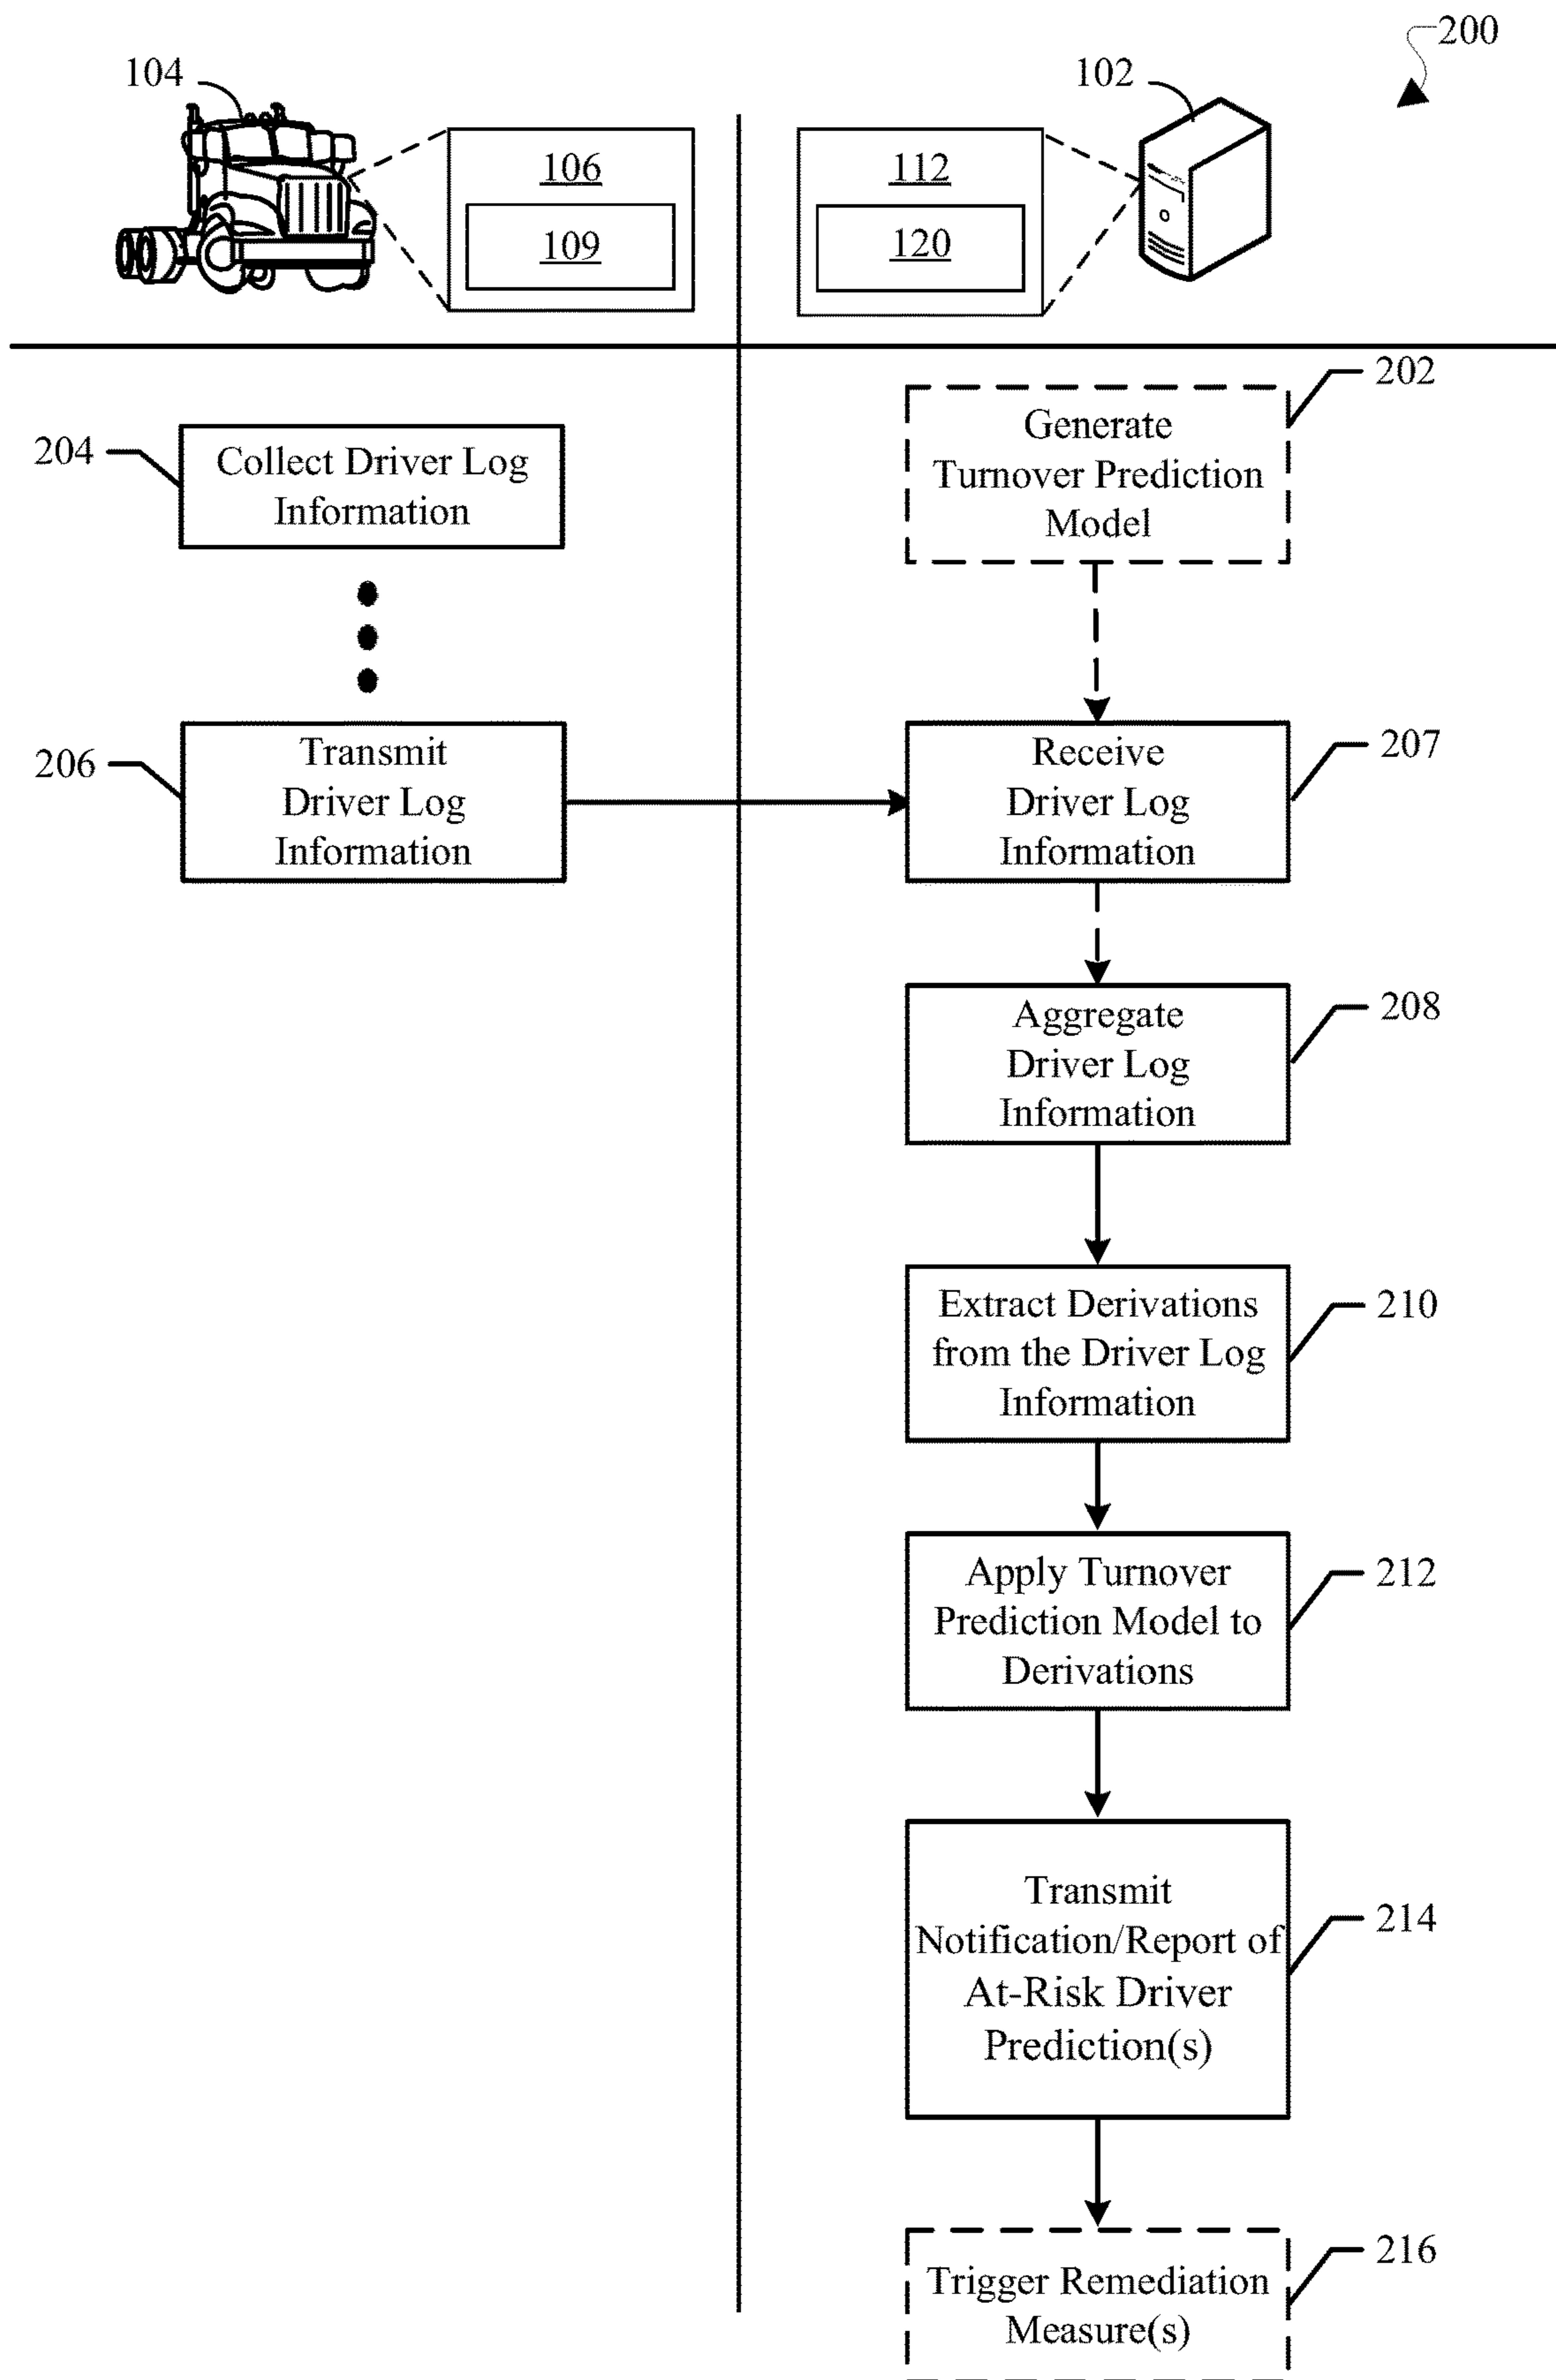 200
104
102
106
109
112
120
202
Generate
Turnover Prediction
Model
204
Collect Driver Log
Information
206
Transmit
Driver Log
Information
Receive
Driver Log
Information
207
Aggregate
Driver Log
Information
208
Extract Derivations
from the Driver Log
Information
210
Apply Turnover
Prediction Model to
Derivations
212
Transmit
Notification/Report of
At-Risk Driver
Prediction(s)
214
Trigger Remediation
Measure(s)
216